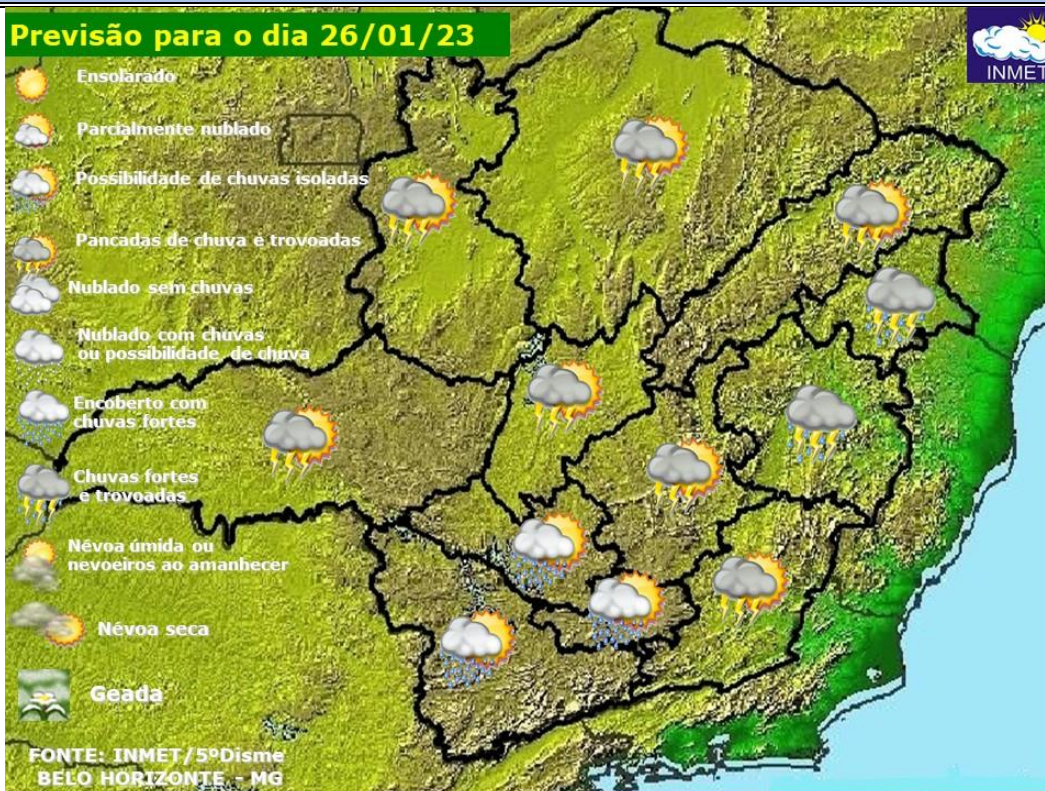 Previsão para o dia 26/01/23
INMET
Ensolarado
Parcialmente nublado
Possibilidade de chuvas isoladas
Pancadas de chuva e trovoadas
Nublado sem chuvas
Nublado com chuvas
ou possibilidade de chuva
Encoberto com
chuvas fortes
Chuvas fortes
e trovoadas
Névoa úmida ou
nevoeiros ao amanhecer
Névoa seca
Geada
FONTE: INMET/5ºDisme
BELO HORIZONTE - MG